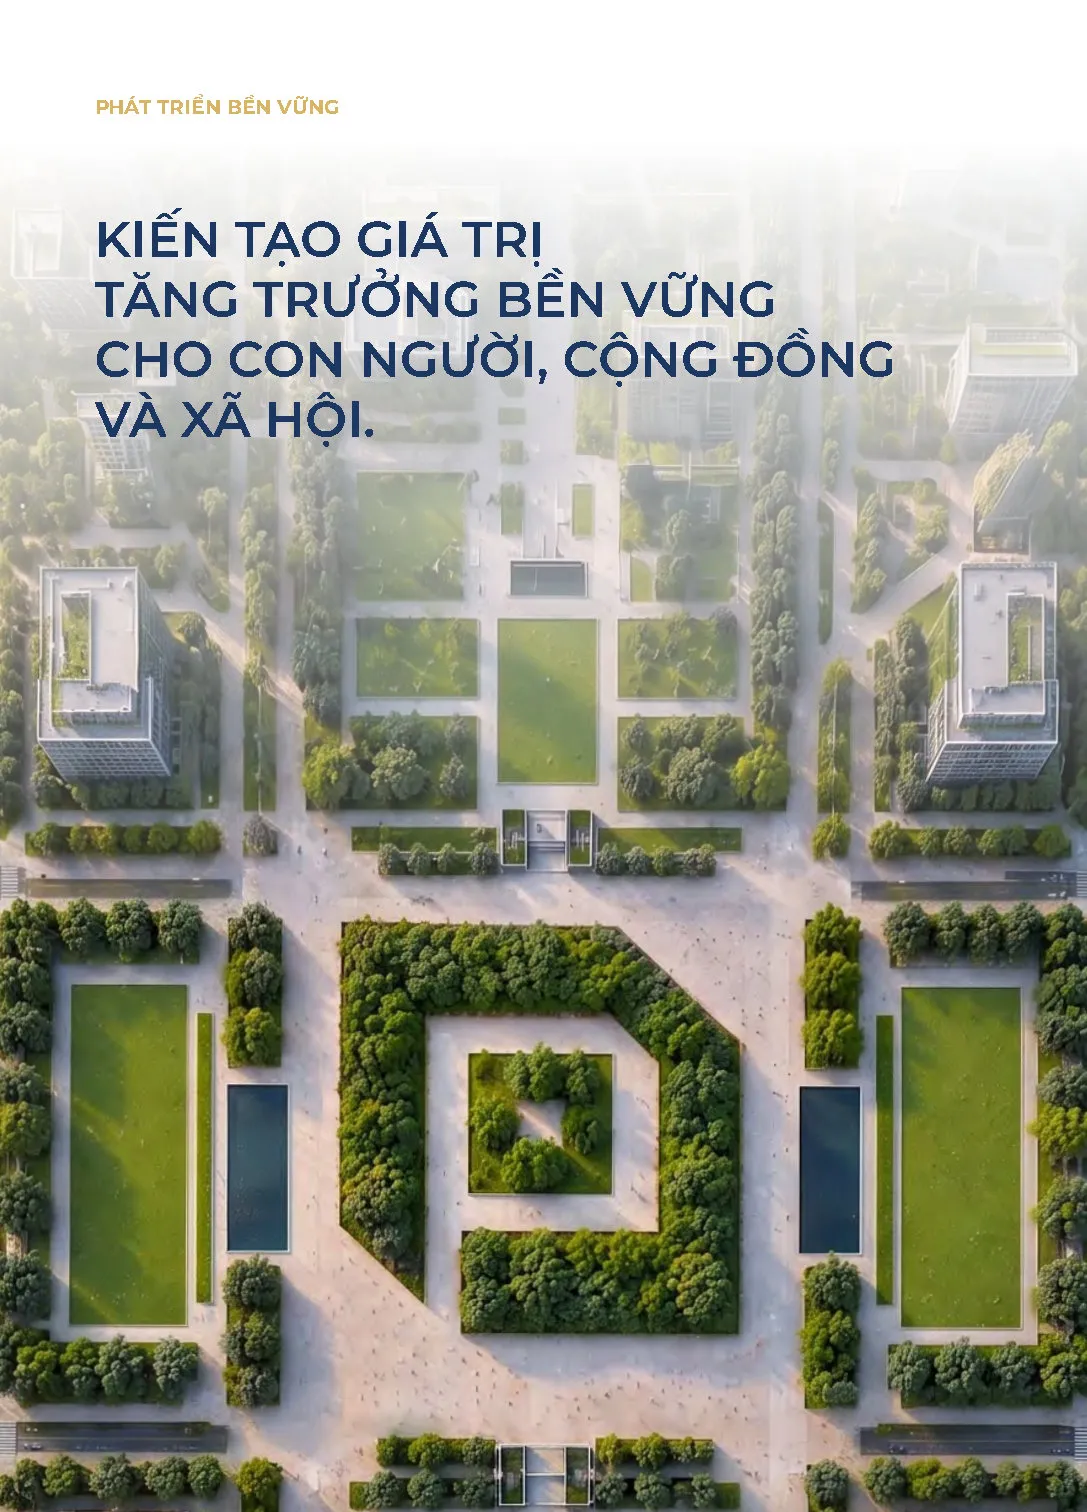 PHÁT TRIỂN BỀN VỮNG
KIẾN TẠO GIÁ TRỊ
TĂNG TRƯỞNG BỀN VỮNG
CHO CON NGƯỜI, CỘNG ĐỒNG
VÀ XÃ HỘI.